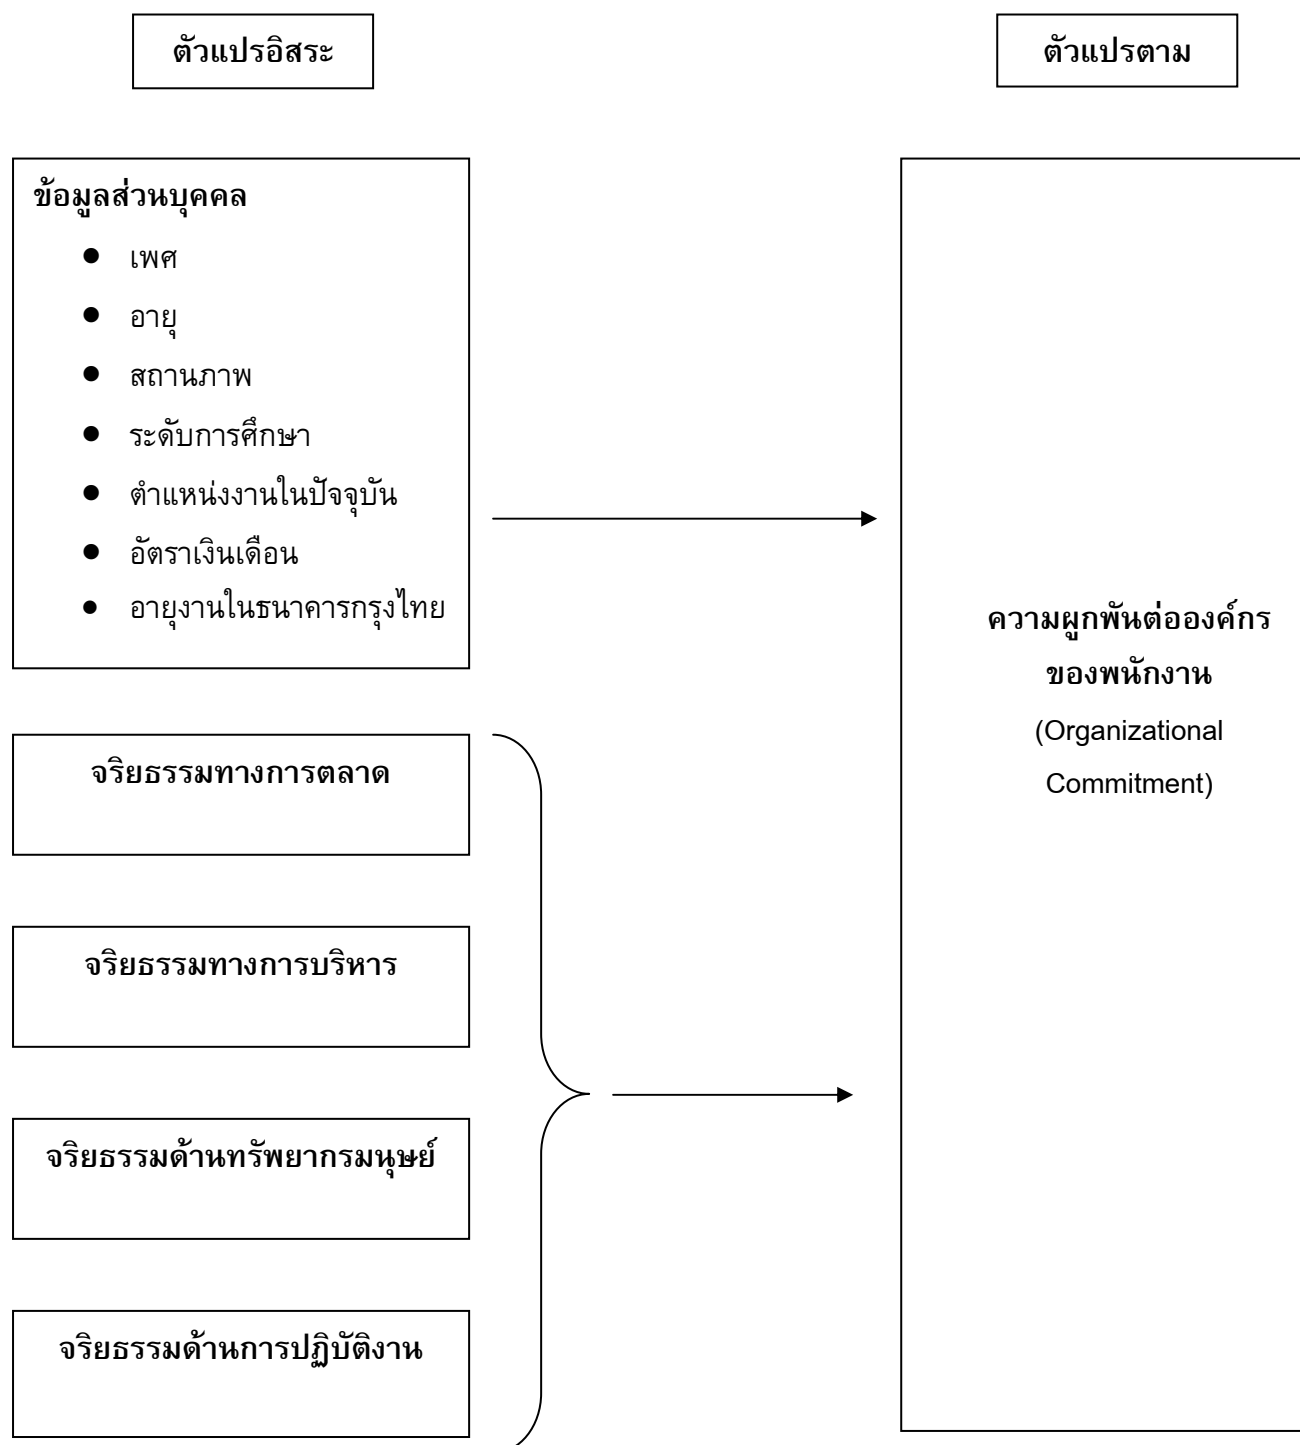 ตัวแปรอิสระ
ตัวแปรตาม
ข้อมูลส่วนบุคคล
● เพศ
● อายุ
● สถานภาพ
● ระดับการศึกษา
● ตำแหน่งงานในปัจจุบัน
● อัตราเงินเดือน
● อายุงานในธนาคารกรุงไทย
จริยธรรมทางการตลาด
จริยธรรมทางการบริหาร
จริยธรรมด้านทรัพยากรมนุษย์
จริยธรรมด้านการปฏิบัติงาน
ความผูกพันต่อองค์กร
ของพนักงาน
(Organizational
Commitment)